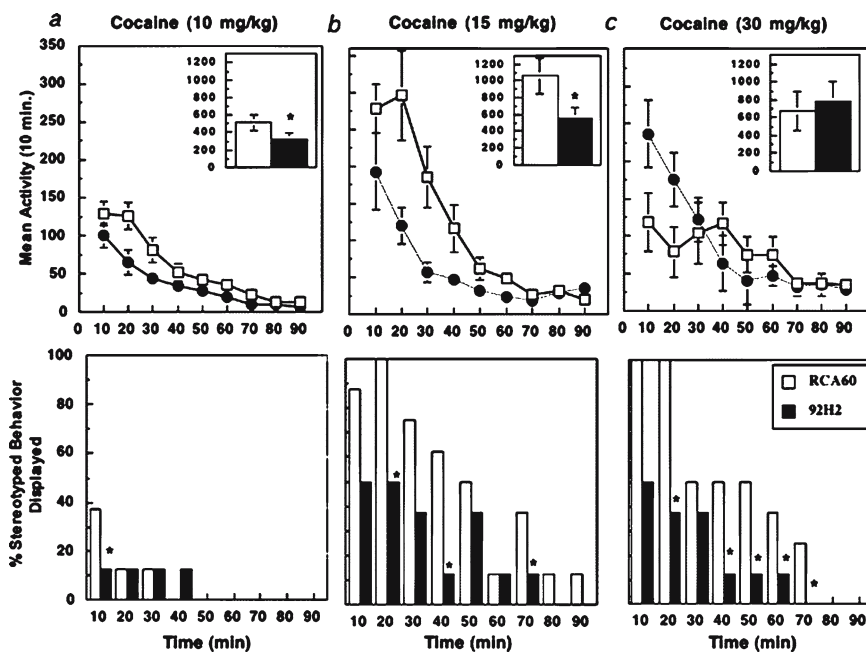 a Cocaine (10 mg/kg) b Cocaine (15 mg/kg) c Cocaine (30 mg/kg)
Mean Activity (10 min.)
350
300
250
200
150
100
50
0
1200
1000
800
600
400
200
0
*
1200
1000
800
600
400
200
0
*
1200
1000
800
600
400
200
0
10 20 30 40 50 60 70 80 90
10 20 30 40 50 60 70 80 90
10 20 30 40 50 60 70 80 90
% Stereotyped Behavior
Displayed
100
80
60
40
20
0
*
* * *
* * * * *
RCA60
92H2
10 20 30 40 50 60 70 80 90
10 20 30 40 50 60 70 80 90
10 20 30 40 50 60 70 80 90
Time (min) Time (min) Time (min)